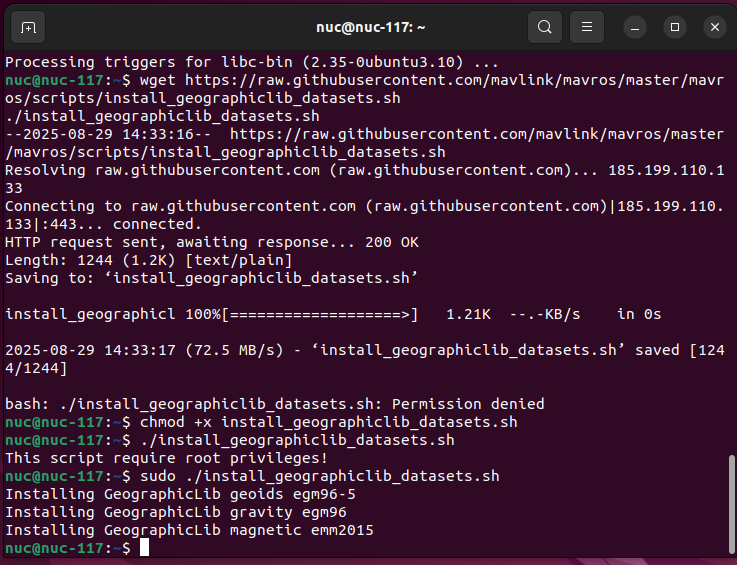 nuc@nuc-117: ~
Processing triggers for libc-bin (2.35-0ubuntu3.10) ...
nuc@nuc-117:~$ wget https://raw.githubusercontent.com/mavlink/mavros/master/mavr
os/scripts/install_geographiclib_datasets.sh
./install_geographiclib_datasets.sh
--2025-08-29 14:33:16--  https://raw.githubusercontent.com/mavlink/mavros/master
/mavros/scripts/install_geographiclib_datasets.sh
Resolving raw.githubusercontent.com (raw.githubusercontent.com)... 185.199.110.1
33
Connecting to raw.githubusercontent.com (raw.githubusercontent.com)|185.199.110.
133|:443... connected.
HTTP request sent, awaiting response... 200 OK
Length: 1244 (1.2K) [text/plain]
Saving to: ‘install_geographiclib_datasets.sh’
install_geographicl 100%[===================>]   1.21K  --.-KB/s    in 0s
2025-08-29 14:33:17 (72.5 MB/s) - ‘install_geographiclib_datasets.sh’ saved [124
4/1244]
bash: ./install_geographiclib_datasets.sh: Permission denied
nuc@nuc-117:~$ chmod +x install_geographiclib_datasets.sh
nuc@nuc-117:~$ ./install_geographiclib_datasets.sh
This script require root privileges!
nuc@nuc-117:~$ sudo ./install_geographiclib_datasets.sh
Installing GeographicLib geoids egm96-5
Installing GeographicLib gravity egm96
Installing GeographicLib magnetic emm2015
nuc@nuc-117:~$